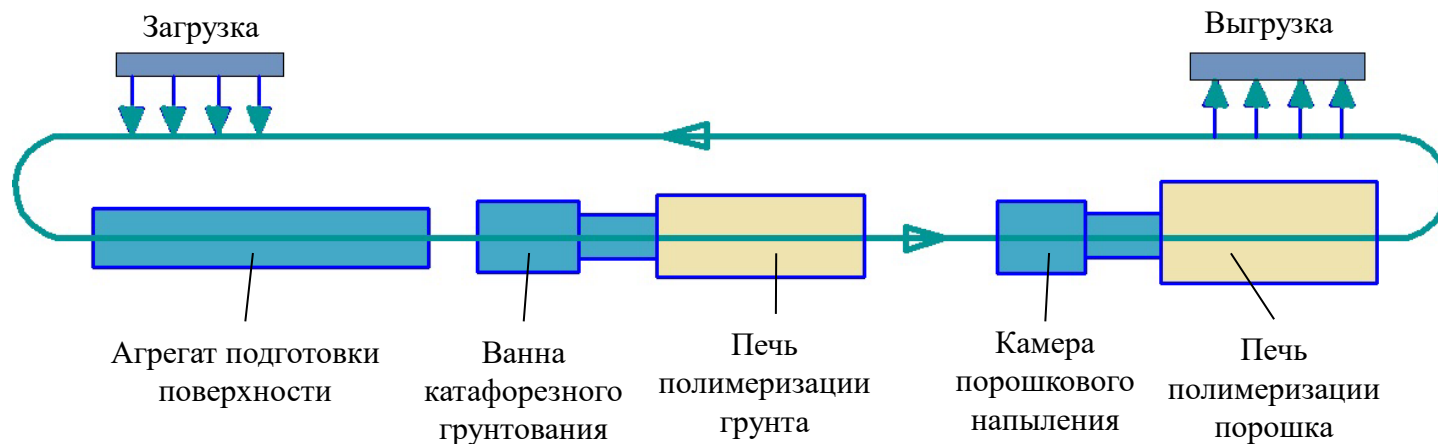 Загрузка
Выгрузка
Агрегат подготовки
поверхности
Ванна
катафорезного
грунтования
Печь
полимеризации
грунта
Камера
порошкового
напыления
Печь
полимеризации
порошка